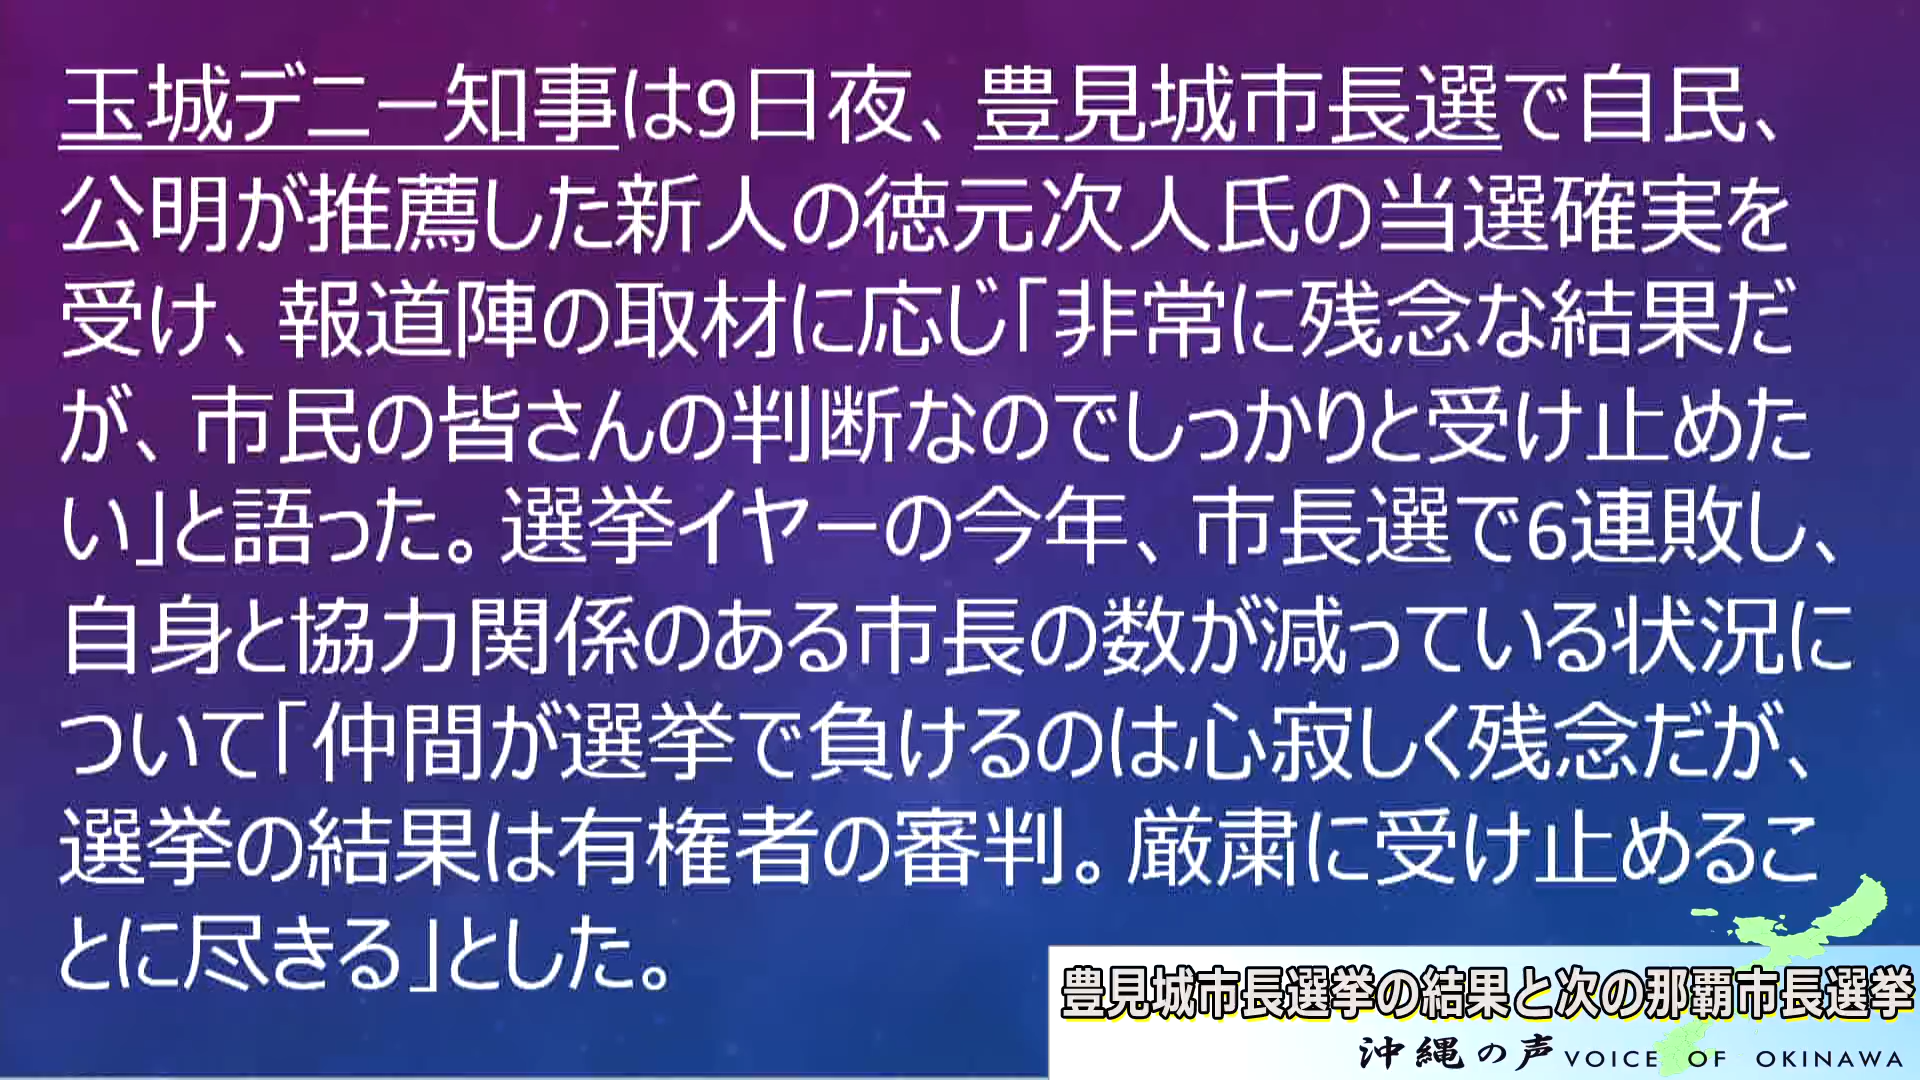 玉城デニー知事は9日夜、豊見城市長選で自民、
公明が推薦した新人の徳元次人氏の当選確実を
受け、報道陣の取材に応じ「非常に残念な結果だ
が、市民の皆さんの判断なのでしっかりと受け止めた
い」と語った。選挙イヤーの今年、市長選で6連敗し、
自身と協力関係のある市長の数が減っている状況に
ついて「仲間が選挙で負けるのは心寂しく残念だが、
選挙の結果は有権者の審判。厳粛に受け止めるこ
とに尽きる」とした。
豊見城市長選挙の結果と次の那覇市長選挙
沖縄の声 VOICE OF OKINAWA